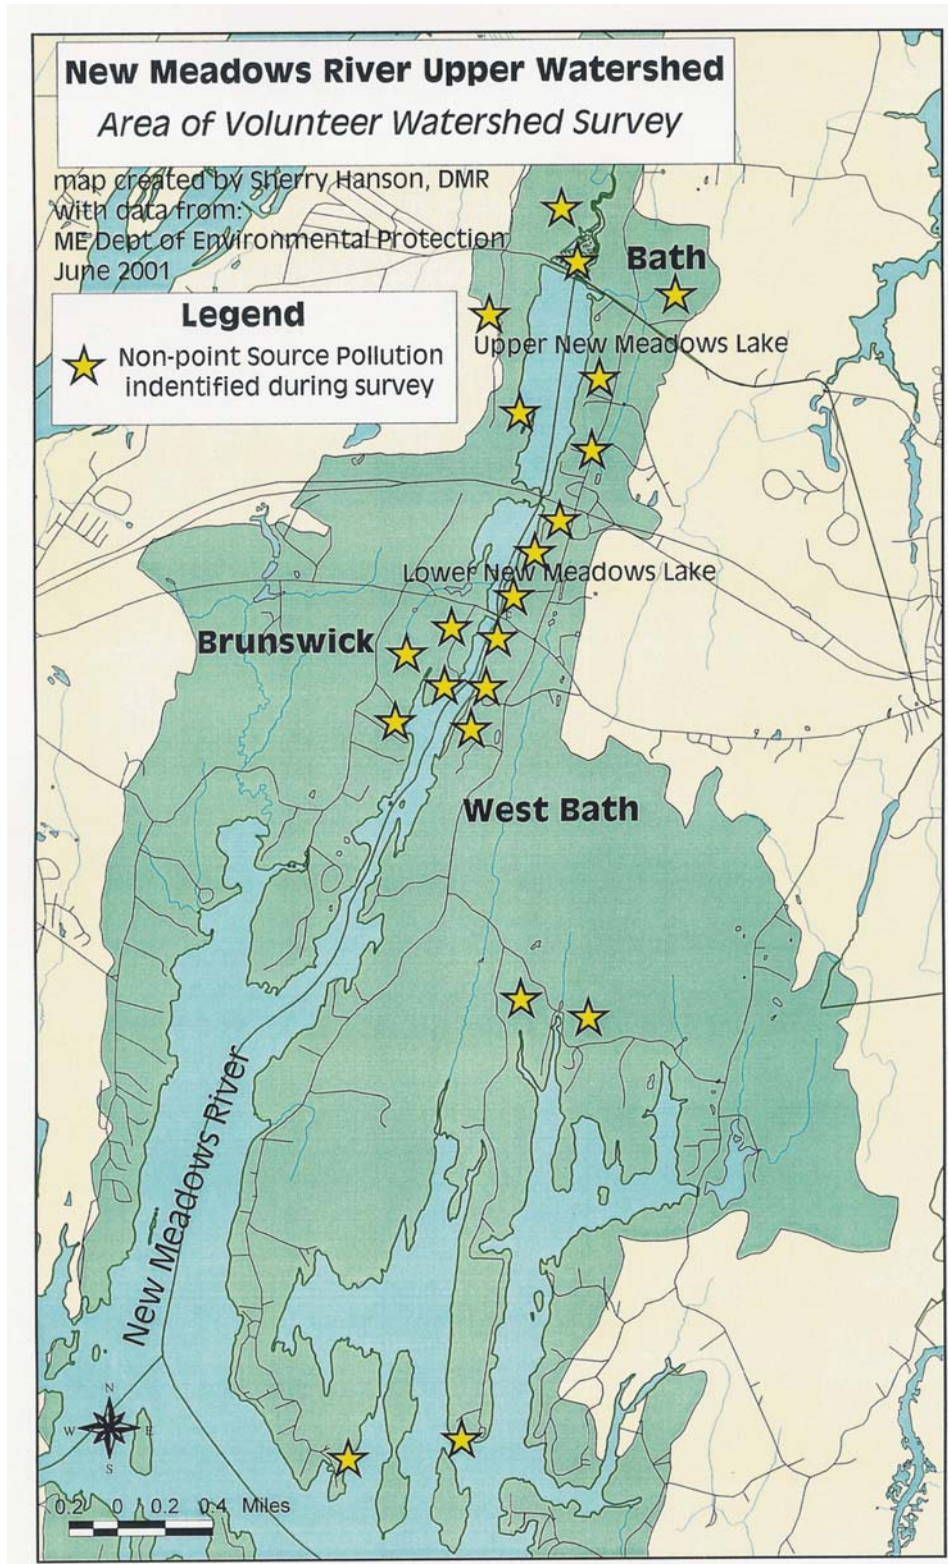 New Meadows River Upper Watershed
Area of Volunteer Watershed Survey
map created by Sherry Hanson, DMR
with data from:
ME Dept of Environmental Protection
June 2001
Legend
Non-point Source Pollution
indentified during survey
Bath
Upper New Meadows Lake
Lower New Meadows Lake
Brunswick
West Bath
New Meadows River
N
W E
S
0.2 0 0.2 0.4 Miles